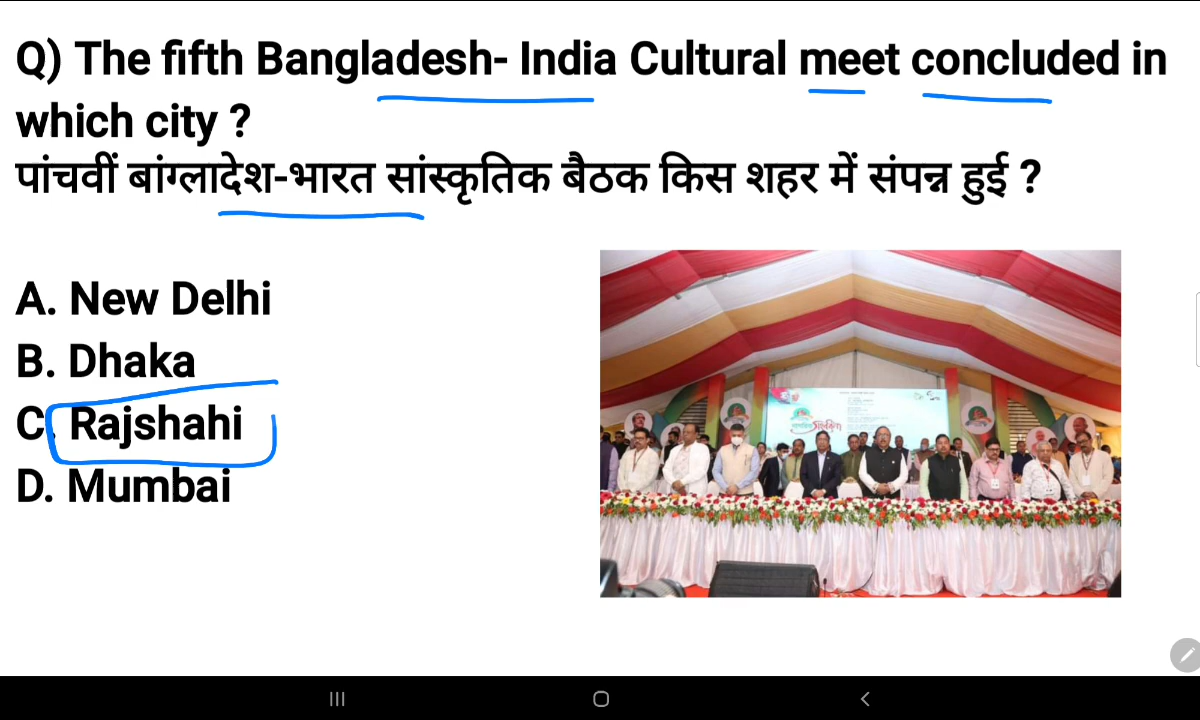 Q) The fifth Bangladesh- India Cultural meet concluded in
which city ?
पांचवीं बांग्लादेश-भारत सांस्कृतिक बैठक किस शहर में संपन्न हुई ?
A. New Delhi
B. Dhaka
C. Rajshahi
D. Mumbai